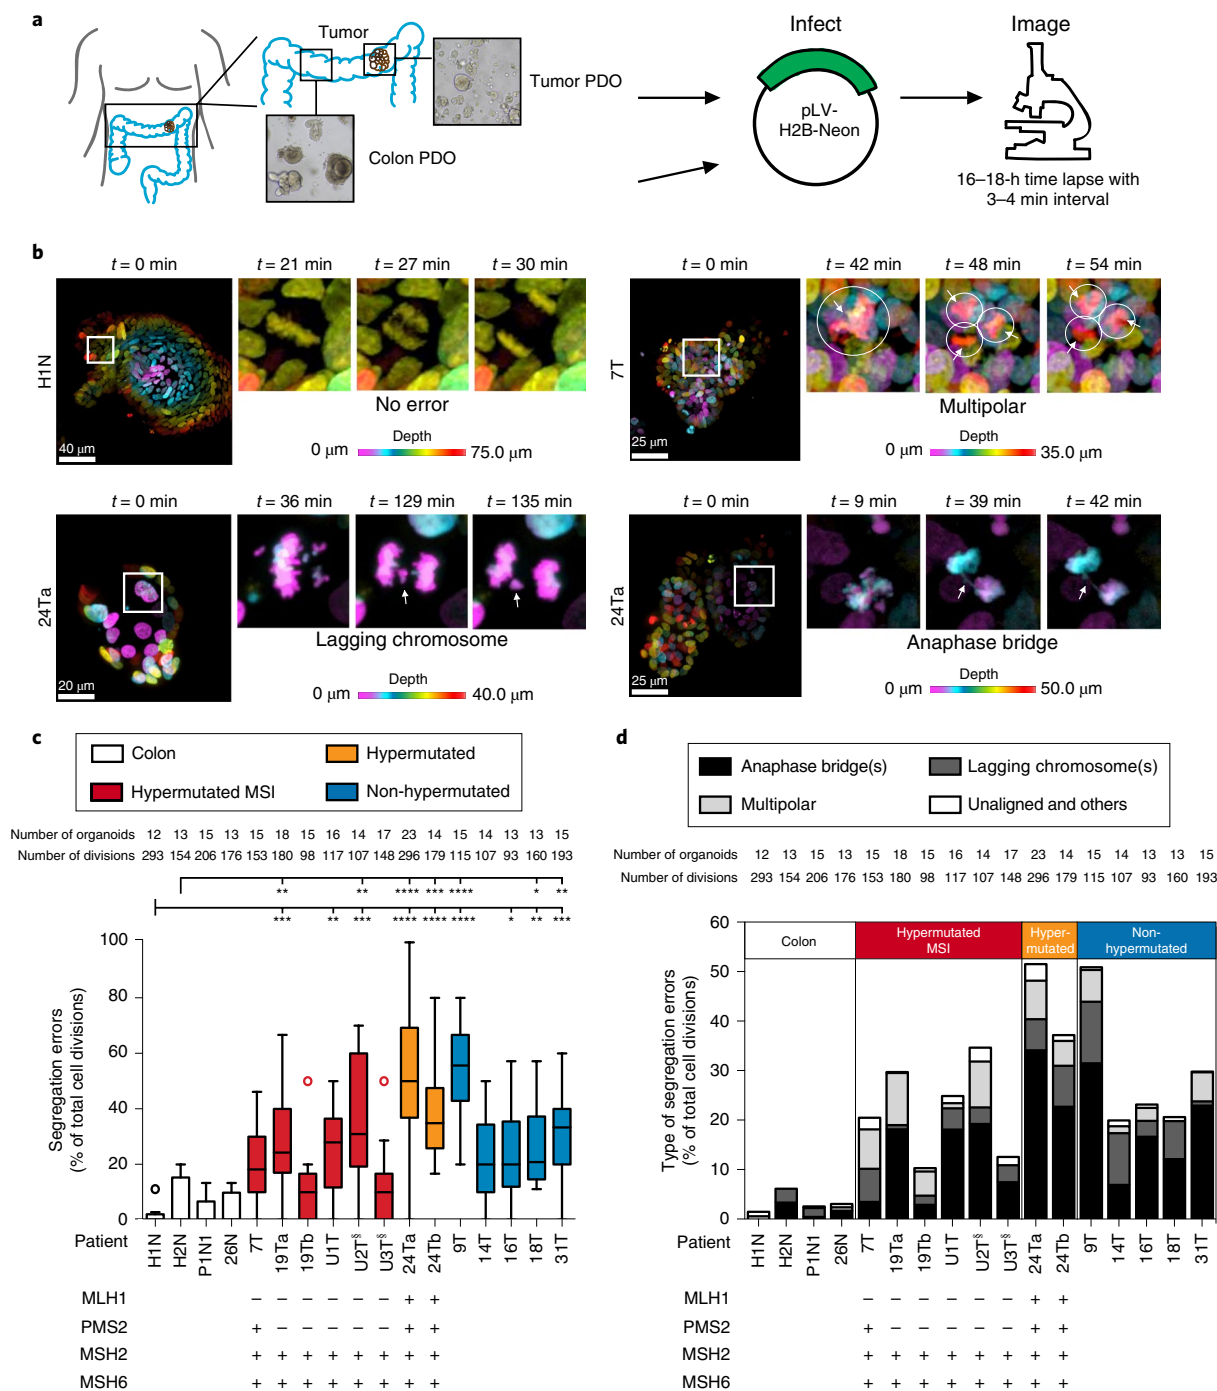 a
Tumor
Tumor PDO
Colon PDO
Infect
pLV-
H2B-Neon
Image
16–18-h time lapse with
3–4 min interval
b
t = 0 min
t = 21 min
t = 27 min
t = 30 min
H1N
40 μm
No error
Depth
0 μm
75.0 μm
t = 0 min
t = 42 min
t = 48 min
t = 54 min
7T
25 μm
Multipolar
Depth
0 μm
35.0 μm
t = 0 min
t = 36 min
t = 129 min
t = 135 min
24Ta
20 μm
Lagging chromosome
Depth
0 μm
40.0 μm
t = 0 min
t = 9 min
t = 39 min
t = 42 min
24Ta
25 μm
Anaphase bridge
Depth
0 μm
50.0 μm
c
Colon
Hypermutated
Hypermutated MSI
Non-hypermutated
Number of organoids 12 13 15 13 15 18 15 16 14 17 23 14 15 14 13 13 15
Number of divisions 293 154 206 176 153 180 98 117 107 148 296 179 115 107 93 160 193
** ** **** *** **** * **
*** ** *** **** **** **** * ** ***
Segregation errors
(% of total cell divisions)
100
80
60
40
20
0
Patient H1N H2N P1N1 26N 7T 19Ta 19Tb U1T U2T§ U3T§ 24Ta 24Tb 9T 14T 16T 18T 31T
MLH1 – – – – – – + +
PMS2 + – – – – – + +
MSH2 + + + + + + + +
MSH6 + + + + + + + +
d
Anaphase bridge(s)
Lagging chromosome(s)
Multipolar
Unaligned and others
Number of organoids 12 13 15 13 15 18 15 16 14 17 23 14 15 14 13 13 15
Number of divisions 293 154 206 176 153 180 98 117 107 148 296 179 115 107 93 160 193
Type of segregation errors
(% of total cell divisions)
60
50
40
30
20
10
0
Colon
Hypermutated
MSI
Hyper-
mutated
Non-
hypermutated
Patient H1N H2N P1N1 26N 7T 19Ta 19Tb U1T U2T§ U3T§ 24Ta 24Tb 9T 14T 16T 18T 31T
MLH1 – – – – – – + +
PMS2 + – – – – – + +
MSH2 + + + + + + + +
MSH6 + + + + + + + +